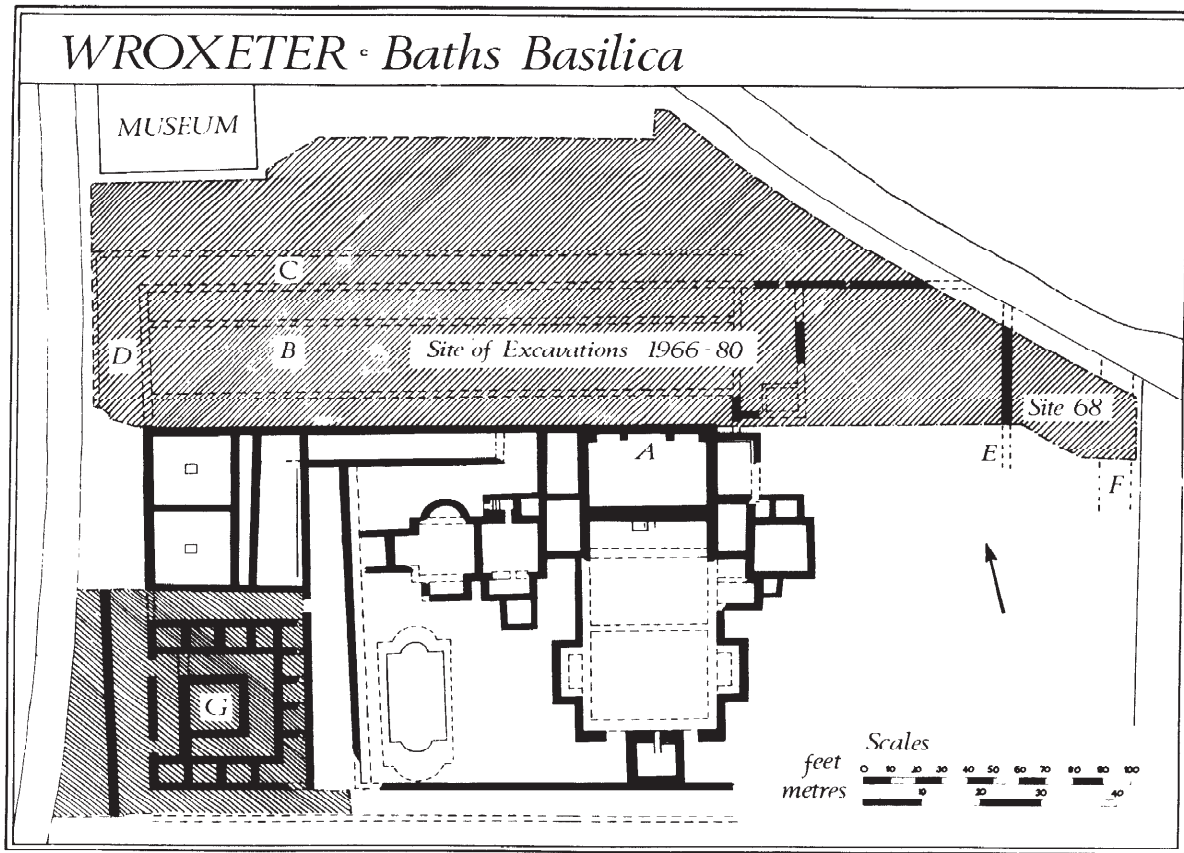 WROXETER · Baths Basilica
MUSEUM
C
D
B
Site of Excavations 1966-80
Site 68
A
E
F
G
Scales
feet
0 10 20 30 40 50 60 70 80 90 100
metres
10 20 30 40